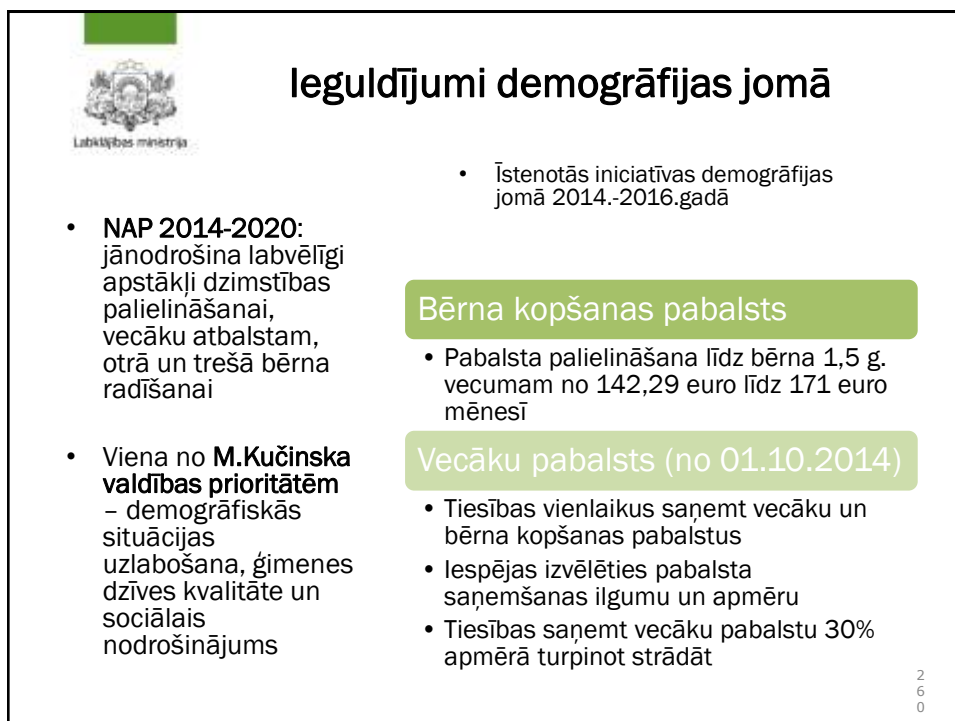 Labklājības ministrija
Ieguldījumi demogrāfijas jomā
• NAP 2014-2020:
jānodrošina labvēlīgi
apstākļi dzimstības
palielināšanai,
vecāku atbalstam,
otrā un trešā bērna
radīšanai
• Viena no M.Kučinska
valdības prioritātēm
– demogrāfiskās
situācijas
uzlabošana, ģimenes
dzīves kvalitāte un
sociālais
nodrošinājums
• Īstenotās iniciatīvas demogrāfijas
jomā 2014.-2016.gadā
Bērna kopšanas pabalsts
• Pabalsta palielināšana līdz bērna 1,5 g.
vecumam no 142,29 euro līdz 171 euro
mēnesī
Vecāku pabalsts (no 01.10.2014)
• Tiesības vienlaikus saņemt vecāku un
bērna kopšanas pabalstus
• Iespējas izvēlēties pabalsta
saņemšanas ilgumu un apmēru
• Tiesības saņemt vecāku pabalstu 30%
apmērā turpinot strādāt
2
6
0